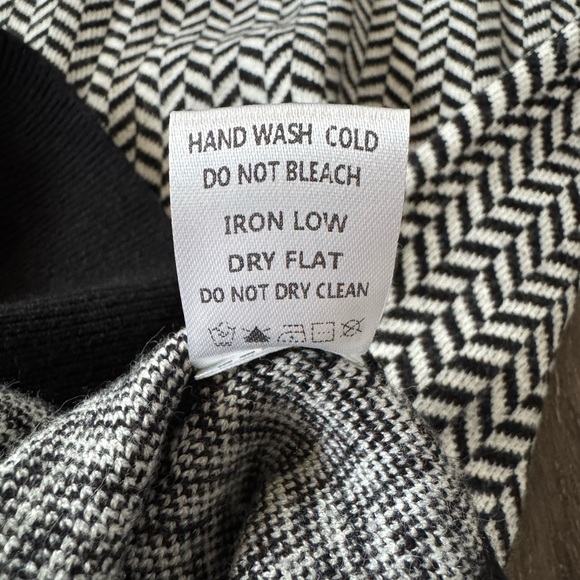 HAND WASH COLD
DO NOT BLEACH
IRON LOW
DRY FLAT
DO NOT DRY CLEAN